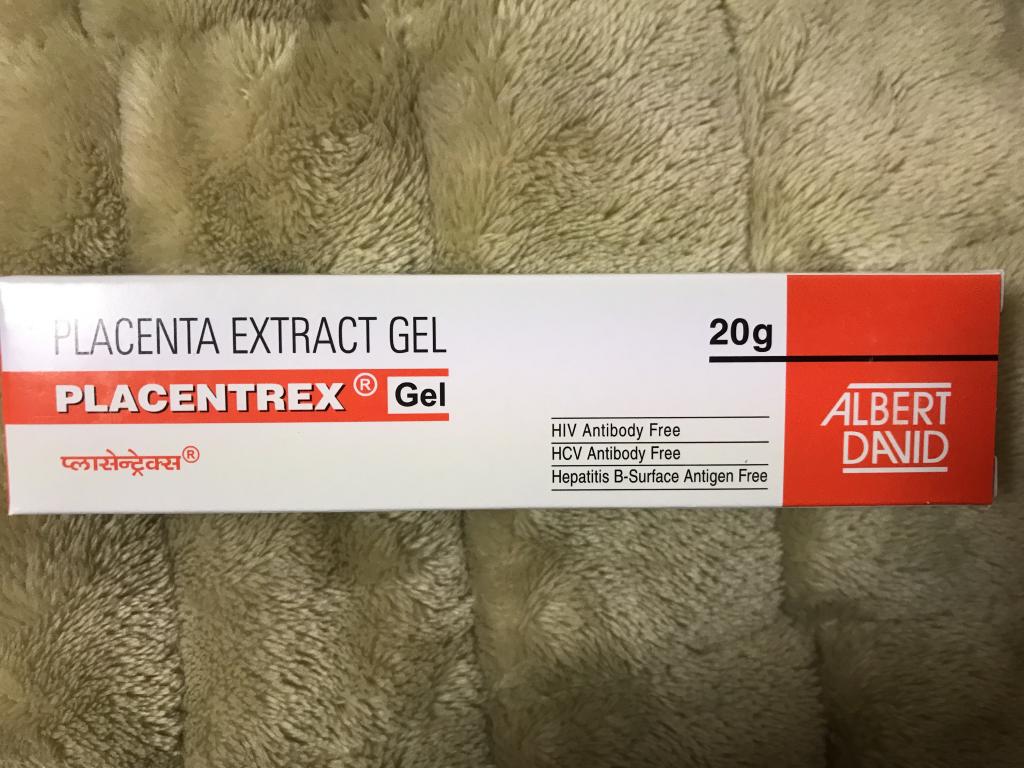 PLACENTA EXTRACT GEL
PLACENTREX® Gel
प्लासेन्ट्रेक्स®
20g
HIV Antibody Free
HCV Antibody Free
Hepatitis B-Surface Antigen Free
ALBERT
DAVID